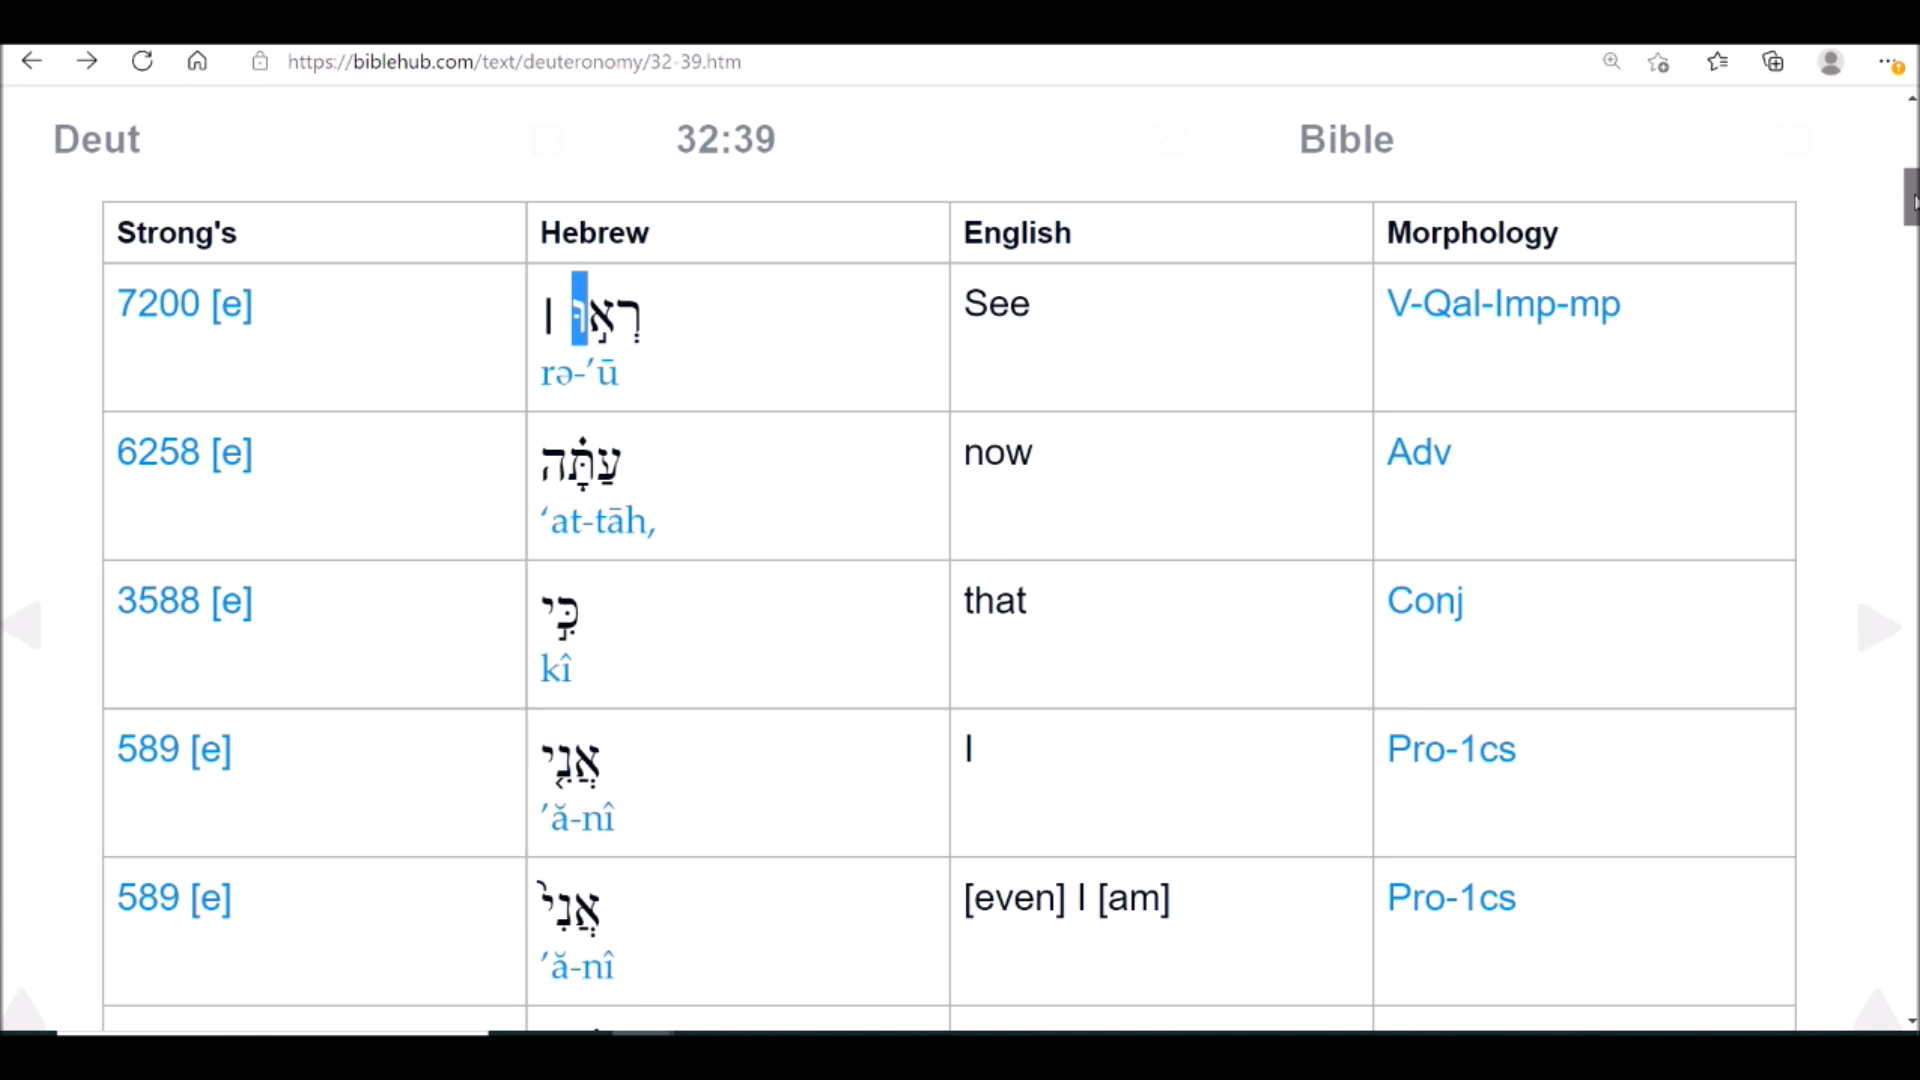 https://biblehub.com/text/deuteronomy/32-39.htm
Deut 32:39 Bible
Strong's Hebrew English Morphology
7200 [e] רְא֣וּ ׀ See V-Qal-Imp-mp
rə-’ū
6258 [e] עַתָּ֗ה now Adv
‘at-tāh,
3588 [e] כִּ֣י that Conj
kî
589 [e] אֲנִ֤י I Pro-1cs
’ă-nî
589 [e] אֲנִי֙ [even] I [am] Pro-1cs
’ă-nî